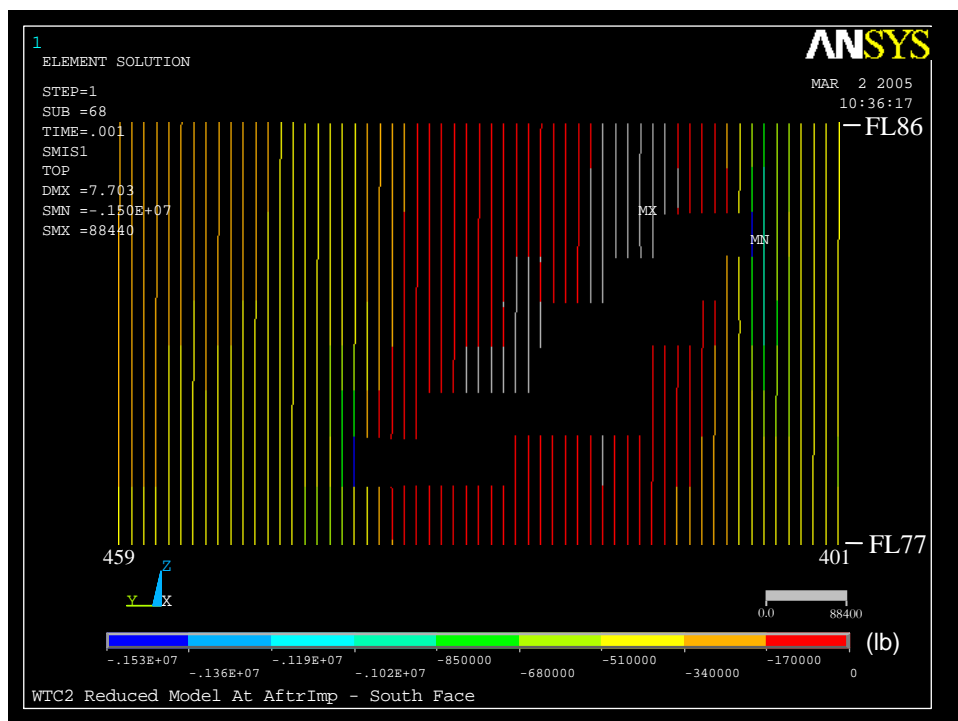 1
ANSYS
ELEMENT SOLUTION
MAR 2 2005
10:36:17
STEP=1
SUB =68
TIME=.001
SMIS1
TOP
DMX =7.703
SMN =-.150E+07
SMX =88440
FL86
MX
MN
FL77
459
401
Z
Y
X
0.0 88400
(lb)
-.153E+07 -.119E+07 -850000 -510000 -170000
-.136E+07 -.102E+07 -680000 -340000 0
WTC2 Reduced Model At AftrImp - South Face